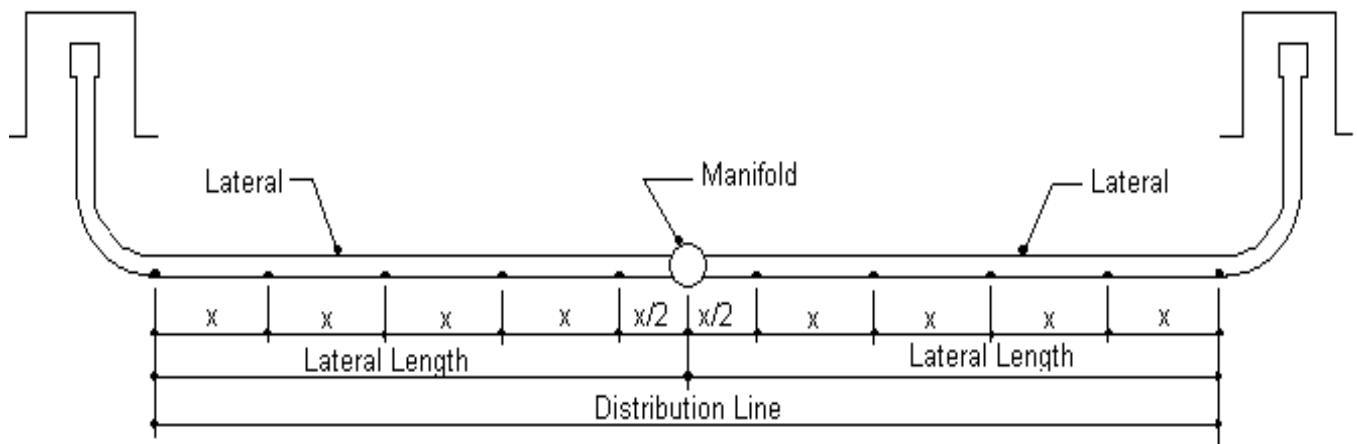 Lateral
Manifold
Lateral
x x x x x/2 x/2 x x x x
Lateral Length Lateral Length
Distribution Line